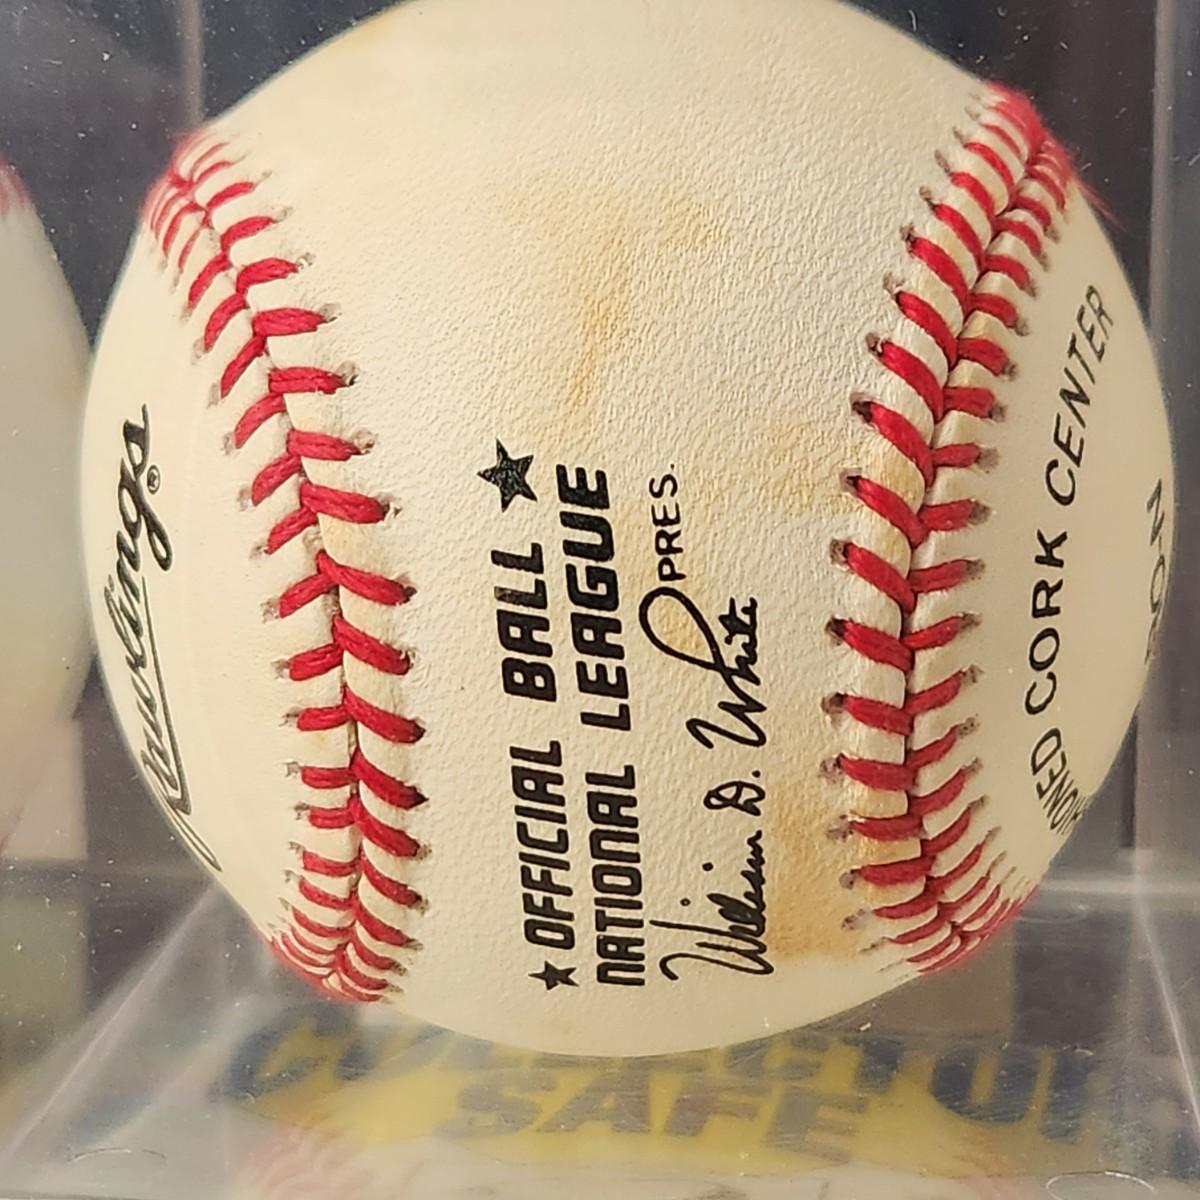 Rawlings®
★ OFFICIAL BALL ★
NATIONAL LEAGUE
William D. White PRES.
CORK CENTER
SAFE